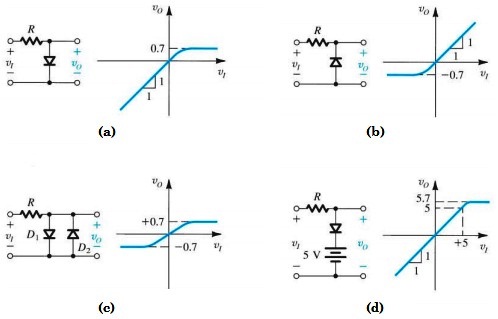 R
+ +
v_I v_O
− −
v_O
0.7
1
1
v_I
(a)
R
+ +
v_I v_O
− −
v_O
1
1
−0.7
v_I
(b)
R
+ +
v_I D_1 D_2 v_O
− −
v_O
+0.7
−0.7
v_I
(c)
R
+ +
v_I 5 V v_O
− −
v_O
5.7
5
1
1
+5
v_I
(d)